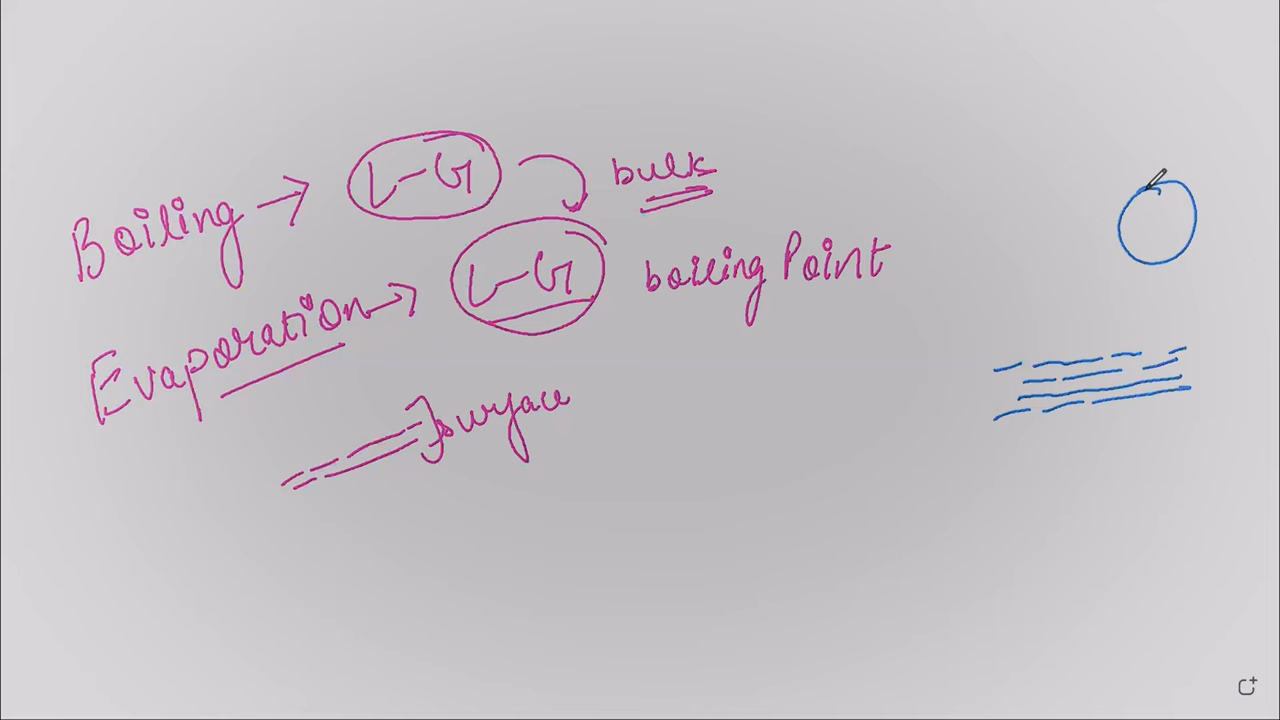 Boiling → L-G bulk
Evaporation → L-G boiling Point
surface